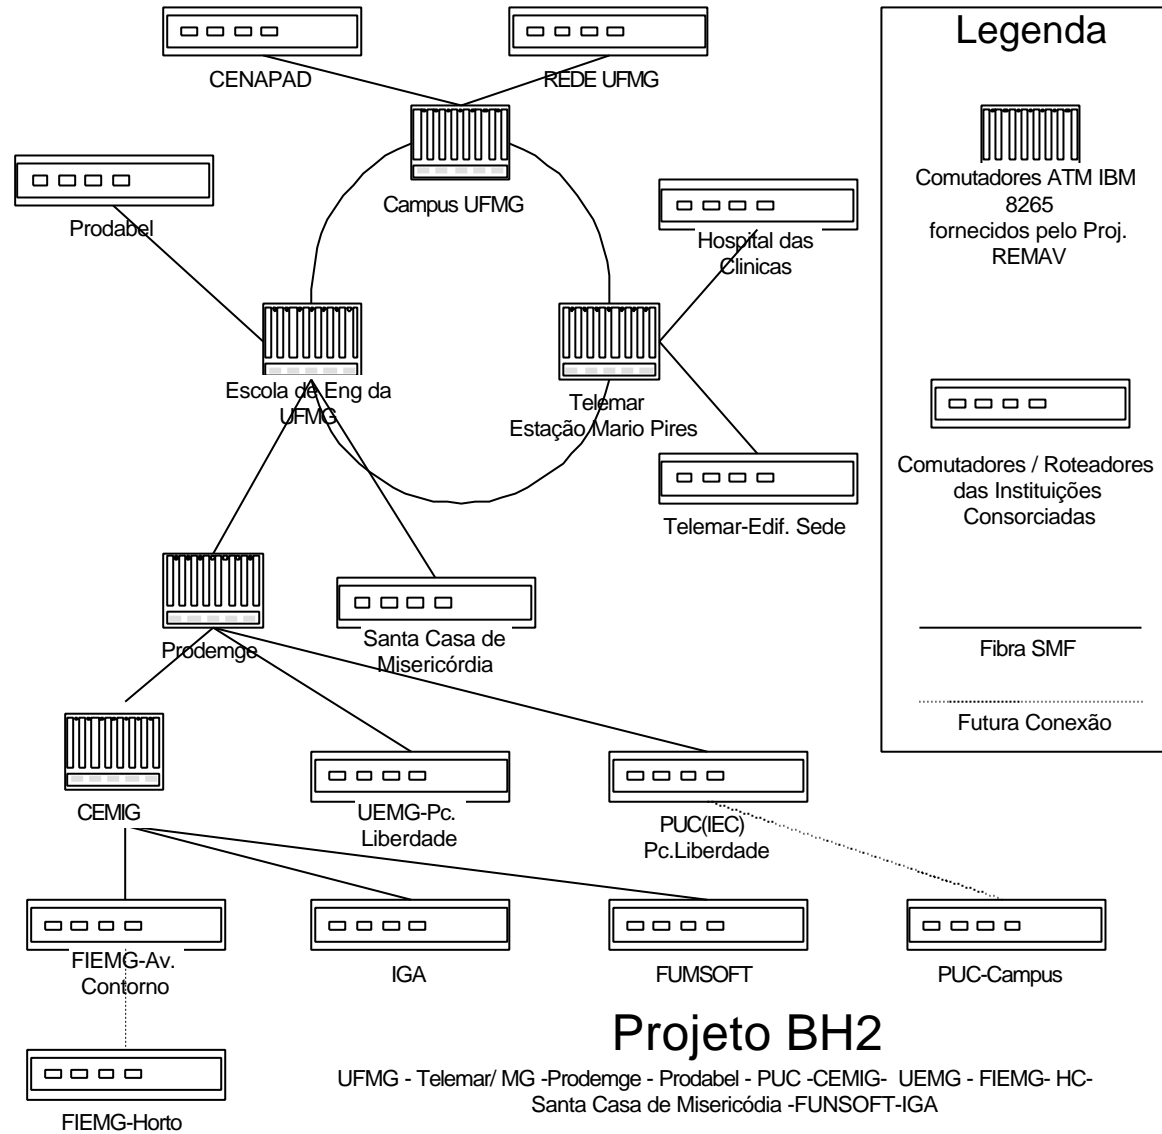 CENAPAD
REDE UFMG
Campus UFMG
Prodabel
Hospital das
Clinicas
Escola de Eng da
UFMG
Telemar
Estação Mario Pires
Telemar-Edif. Sede
Prodemge
Santa Casa de
Misericórdia
CEMIG
UEMG-Pc.
Liberdade
PUC(IEC)
Pc.Liberdade
FIEMG-Av.
Contorno
IGA
FUMSOFT
PUC-Campus
FIEMG-Horto
Legenda
Comutadores ATM IBM
8265
fornecidos pelo Proj.
REMAV
Comutadores / Roteadores
das Instituições
Consorciadas
Fibra SMF
Futura Conexão
Projeto BH2
UFMG - Telemar/ MG -Prodemge - Prodabel - PUC -CEMIG- UEMG - FIEMG- HC-
Santa Casa de Misericódia -FUNSOFT-IGA